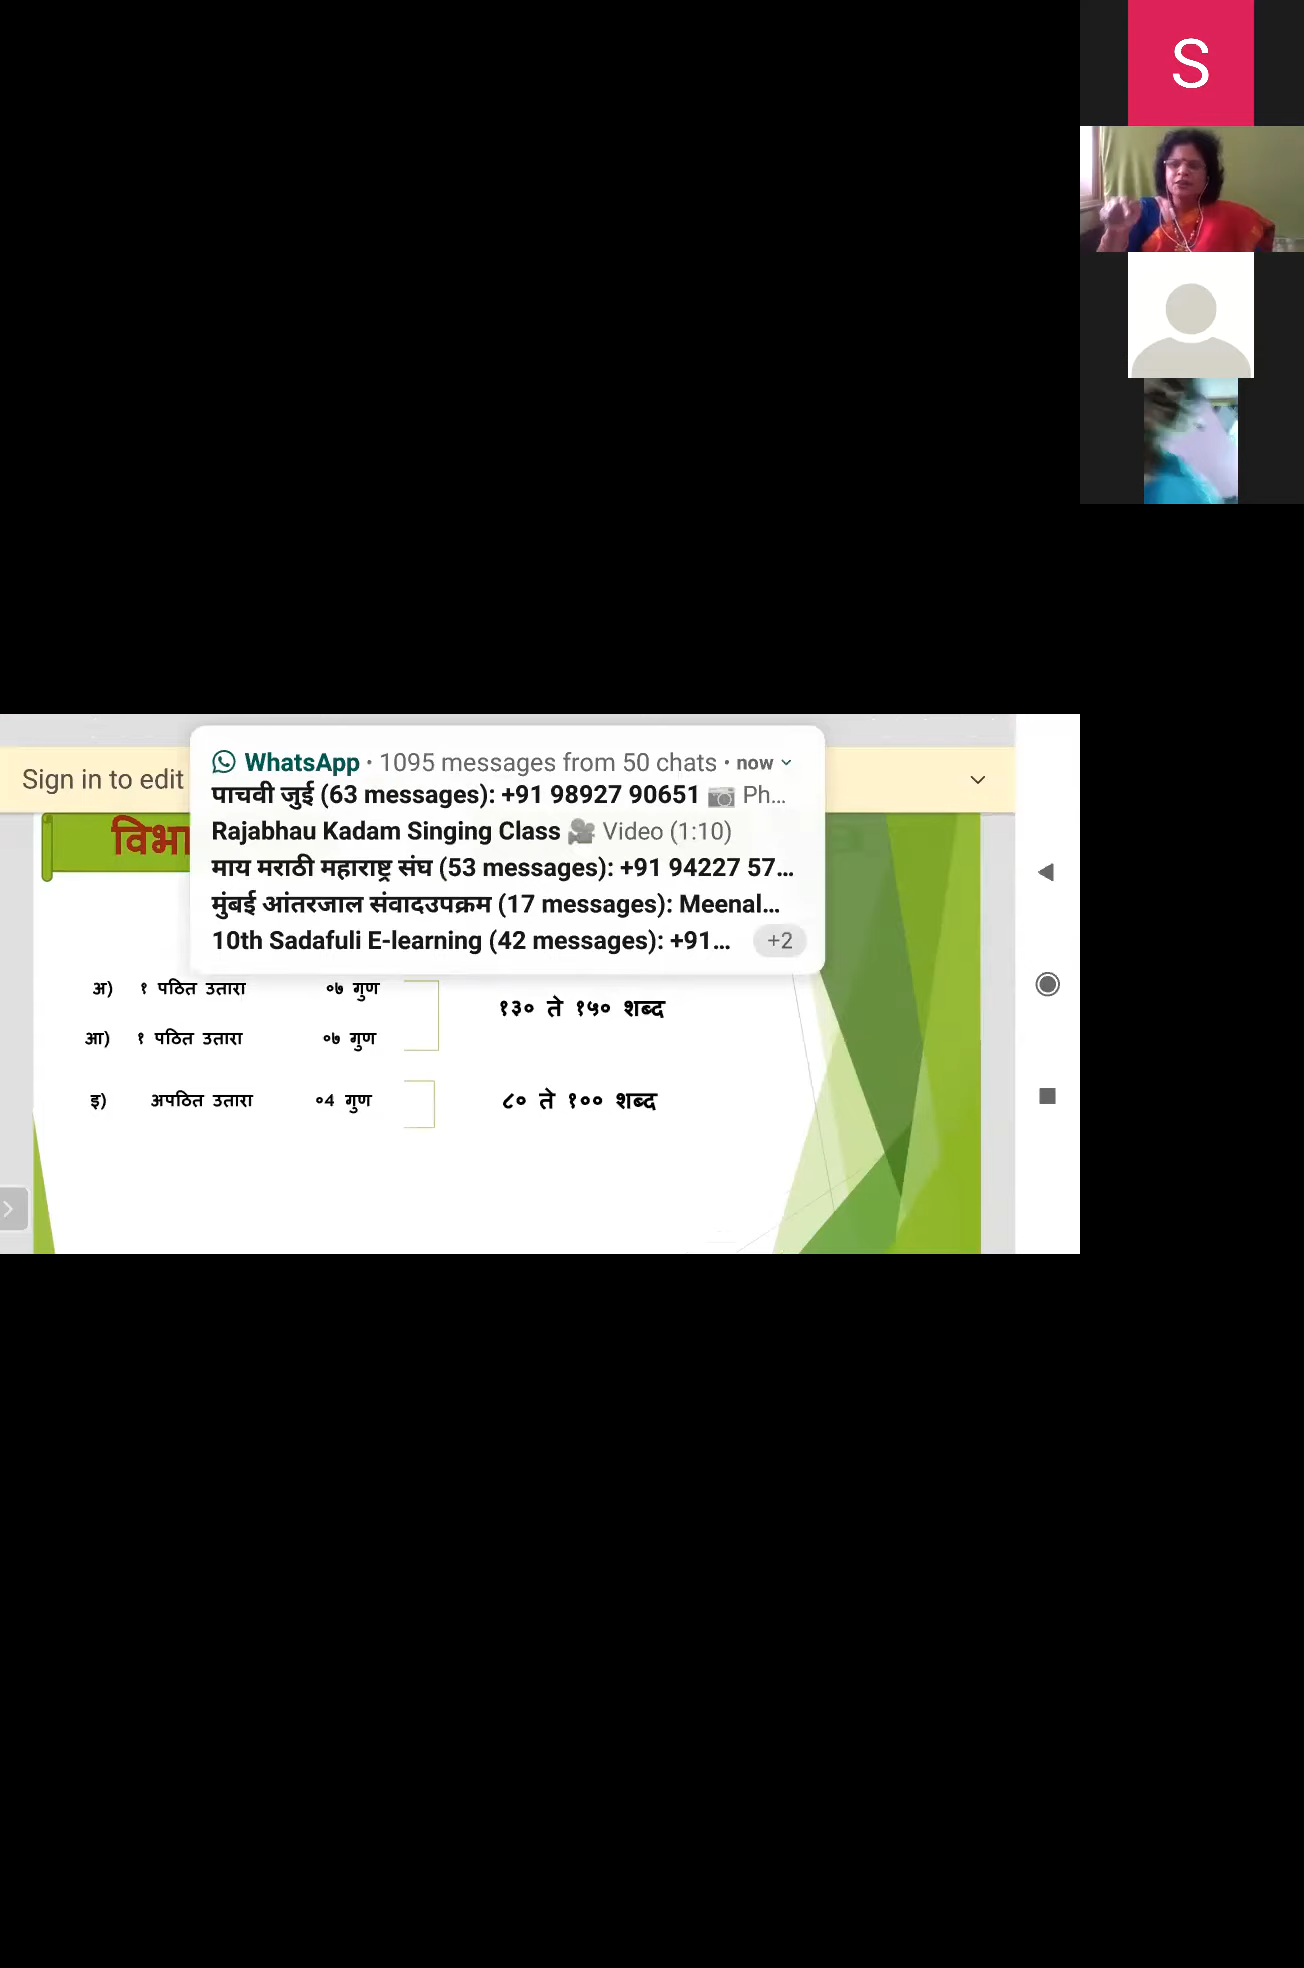 S
Sign in to edit
WhatsApp • 1095 messages from 50 chats • now
पाचवी जुई (63 messages): +91 98927 90651 📷 Ph...
Rajabhau Kadam Singing Class 🎥 Video (1:10)
माय मराठी महाराष्ट्र संघ (53 messages): +91 94227 57...
मुंबई आंतरजाल संवादउपक्रम (17 messages): Meenal...
10th Sadafuli E-learning (42 messages): +91... +2
अ) १ पठित उतारा ०७ गुण
१३० ते १५० शब्द
आ) १ पठित उतारा ०७ गुण
इ) अपठित उतारा ०4 गुण ८० ते १०० शब्द